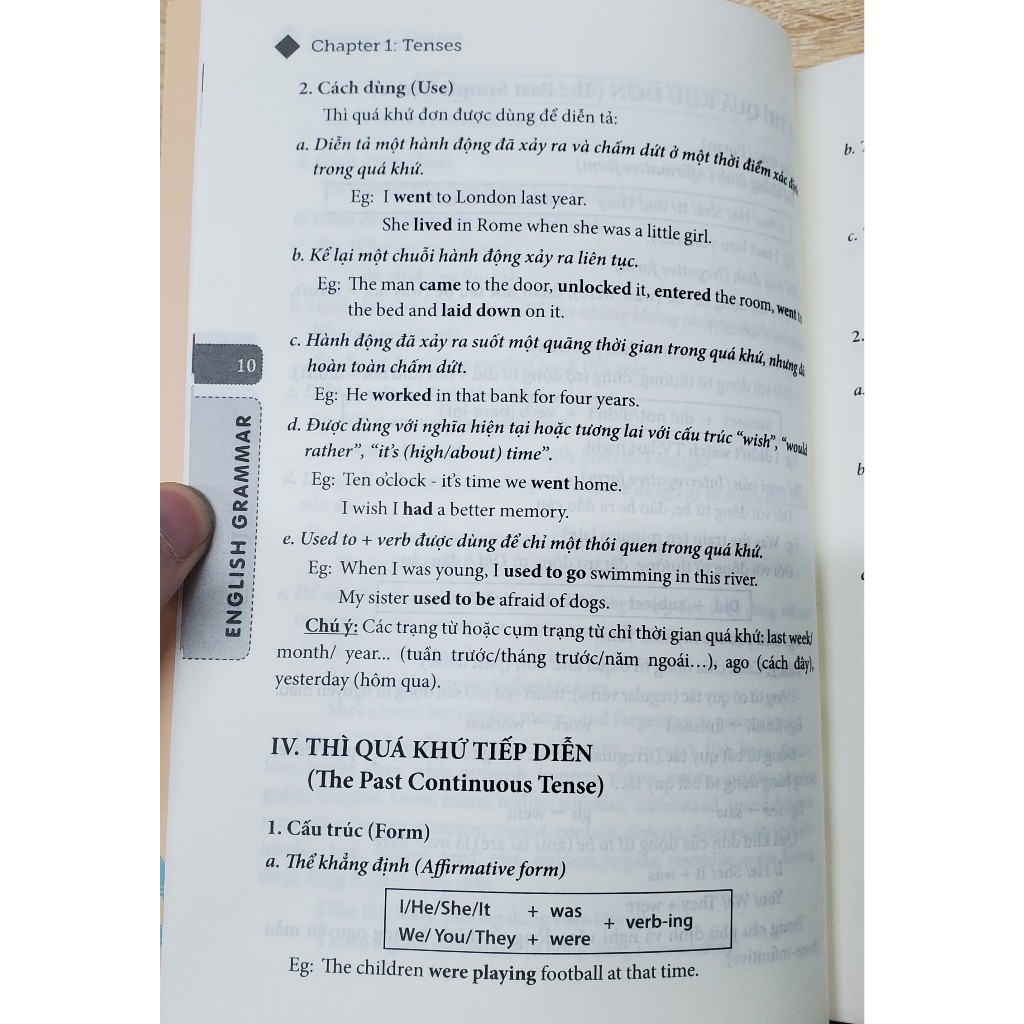 Chapter 1: Tenses
2. Cách dùng (Use)
Thì quá khứ đơn được dùng để diễn tả:
a. Diễn tả một hành động đã xảy ra và chấm dứt ở một thời điểm xác định
trong quá khứ.
Eg: I went to London last year.
She lived in Rome when she was a little girl.
b. Kể lại một chuỗi hành động xảy ra liên tục.
Eg: The man came to the door, unlocked it, entered the room, went to
the bed and laid down on it.
c. Hành động đã xảy ra suốt một quãng thời gian trong quá khứ, nhưng đã
hoàn toàn chấm dứt.
Eg: He worked in that bank for four years.
d. Được dùng với nghĩa hiện tại hoặc tương lai với cấu trúc “wish”, “would
rather”, “it’s (high/about) time”.
Eg: Ten o’clock - it’s time we went home.
I wish I had a better memory.
e. Used to + verb được dùng để chỉ một thói quen trong quá khứ.
Eg: When I was young, I used to go swimming in this river.
My sister used to be afraid of dogs.
Chú ý: Các trạng từ hoặc cụm trạng từ chỉ thời gian quá khứ: last week/
month/ year... (tuần trước/tháng trước/năm ngoái…), ago (cách đây),
yesterday (hôm qua).
IV. THÌ QUÁ KHỨ TIẾP DIỄN
(The Past Continuous Tense)
1. Cấu trúc (Form)
a. Thể khẳng định (Affirmative form)
I/He/She/It + was
+ verb-ing
We/ You/ They + were
Eg: The children were playing football at that time.
10
ENGLISH GRAMMAR
b.
c.
2.
a.
b